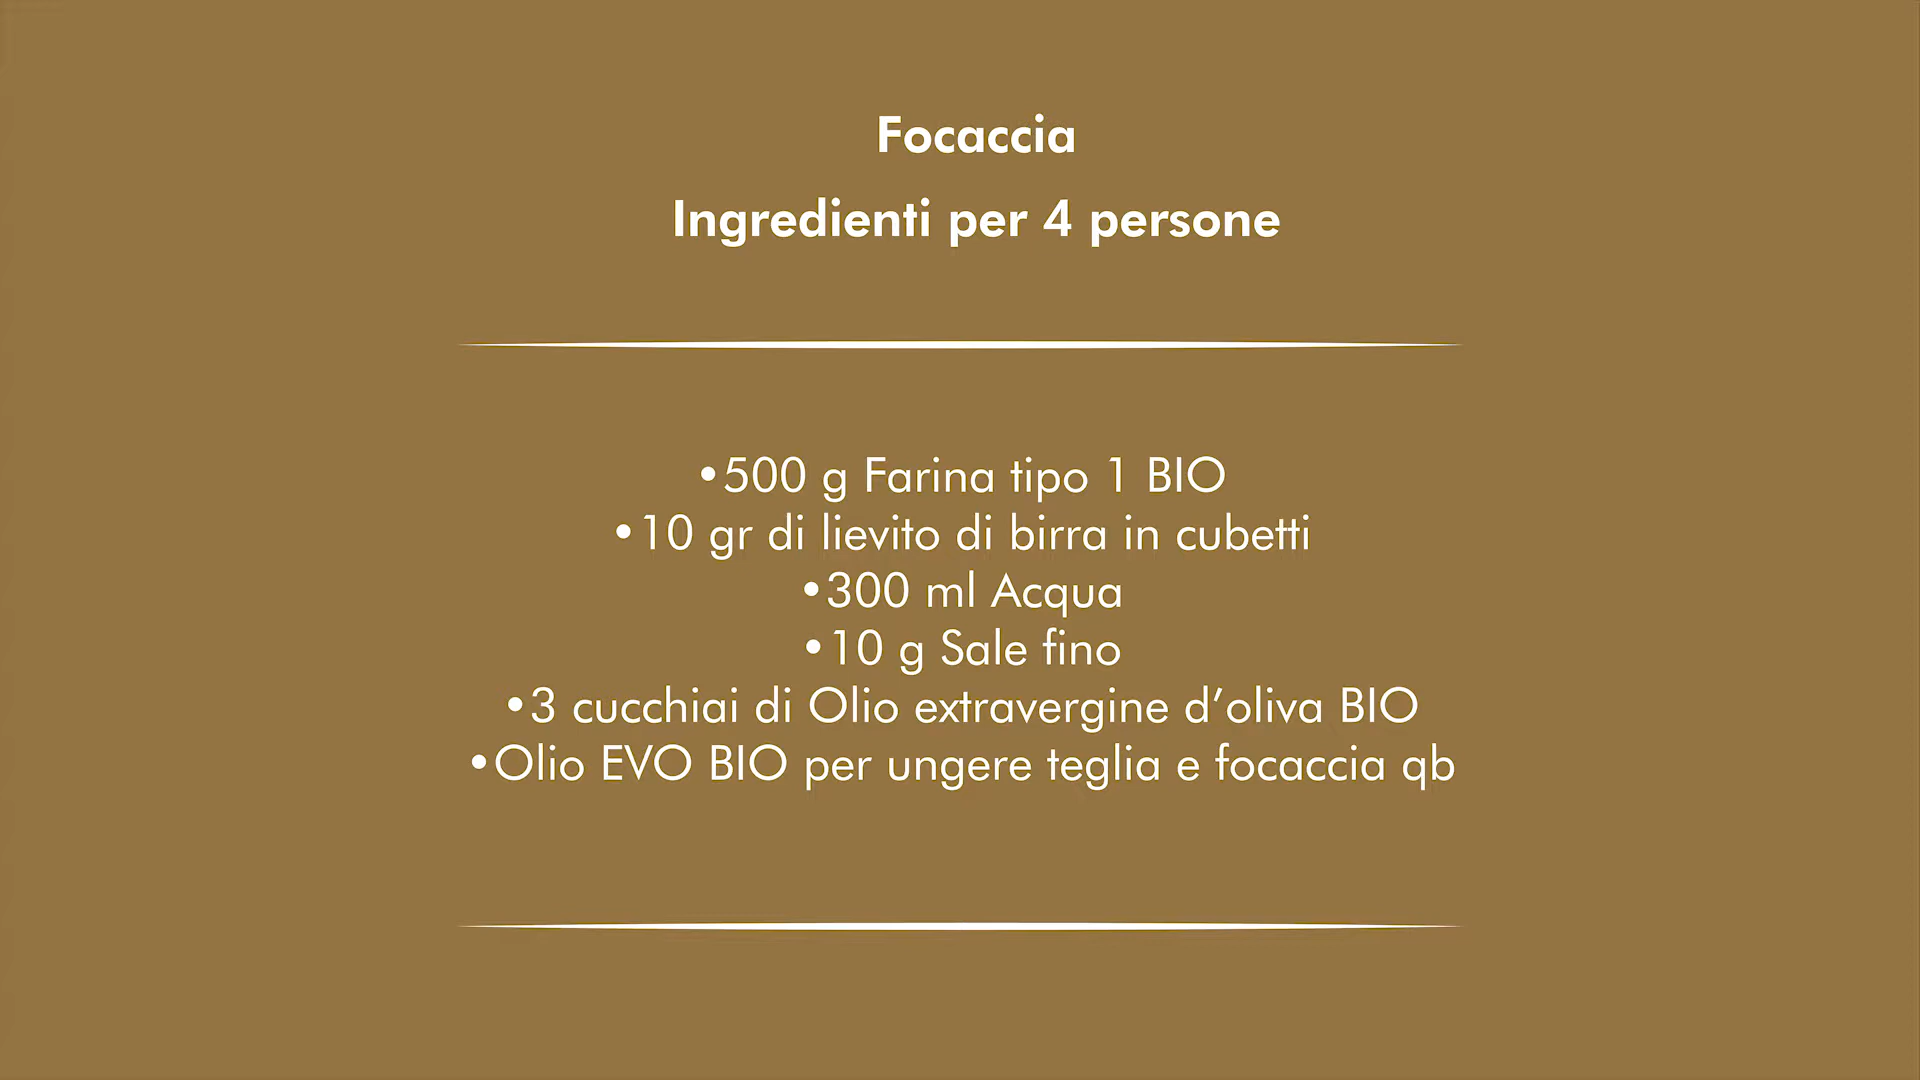 Focaccia
Ingredienti per 4 persone
•500 g Farina tipo 1 BIO
•10 gr di lievito di birra in cubetti
•300 ml Acqua
•10 g Sale fino
•3 cucchiai di Olio extravergine d’oliva BIO
•Olio EVO BIO per ungere teglia e focaccia qb